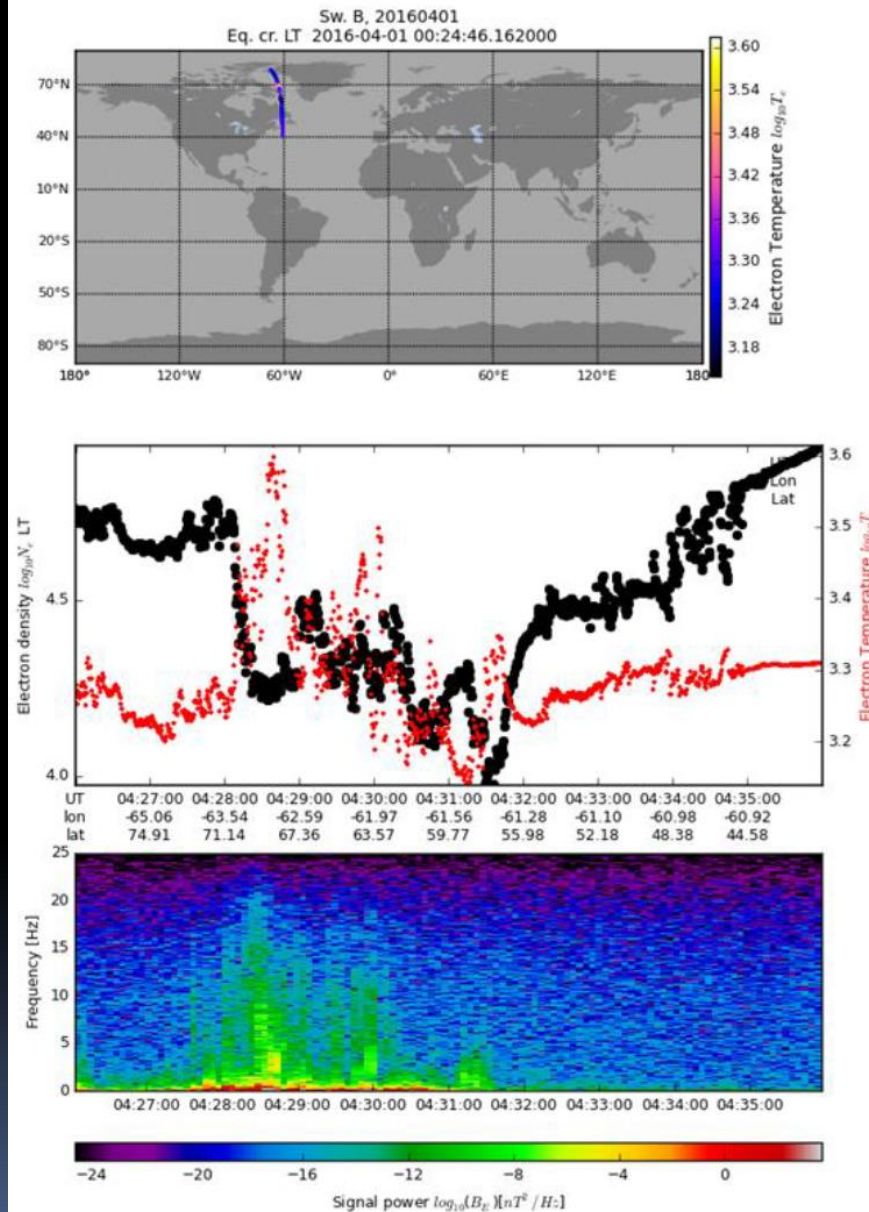 Sw. B, 20160401
Eq. cr. LT 2016-04-01 00:24:46.162000
70°N
40°N
10°N
20°S
50°S
80°S
180° 120°W 60°W 0° 60°E 120°E 180
3.60
3.54
3.48
3.42
3.36
3.30
3.24
3.18
Electron Temperature log₁₀Tₑ
Electron density log₁₀Nₑ LT
4.5
4.0
Lon
Lat
3.6
3.5
3.4
3.3
3.2
Electron Temperature
UT 04:27:00 04:28:00 04:29:00 04:30:00 04:31:00 04:32:00 04:33:00 04:34:00 04:35:00
lon -65.06 -63.54 -62.59 -61.97 -61.56 -61.28 -61.10 -60.98 -60.92
lat 74.91 71.14 67.36 63.57 59.77 55.98 52.18 48.38 44.58
Frequency [Hz]
25
20
15
10
5
0
04:27:00 04:28:00 04:29:00 04:30:00 04:31:00 04:32:00 04:33:00 04:34:00 04:35:00
−24 −20 −16 −12 −8 −4 0
Signal power log₁₀(B_E)[nT²/Hz]